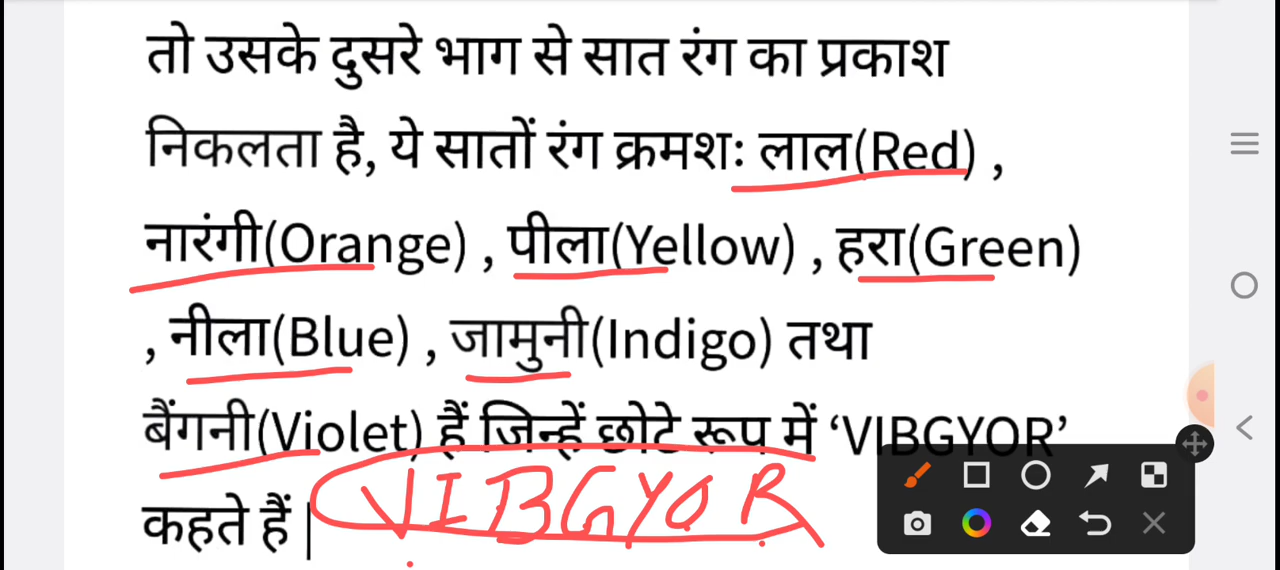 तो उसके दुसरे भाग से सात रंग का प्रकाश
निकलता है, ये सातों रंग क्रमशः लाल(Red) ,
नारंगी(Orange) , पीला(Yellow) , हरा(Green)
, नीला(Blue) , जामुनी(Indigo) तथा
बैंगनी(Violet) हैं जिन्हें छोटे रूप में ‘VIBGYOR’
कहते हैं |
VIBGYOR